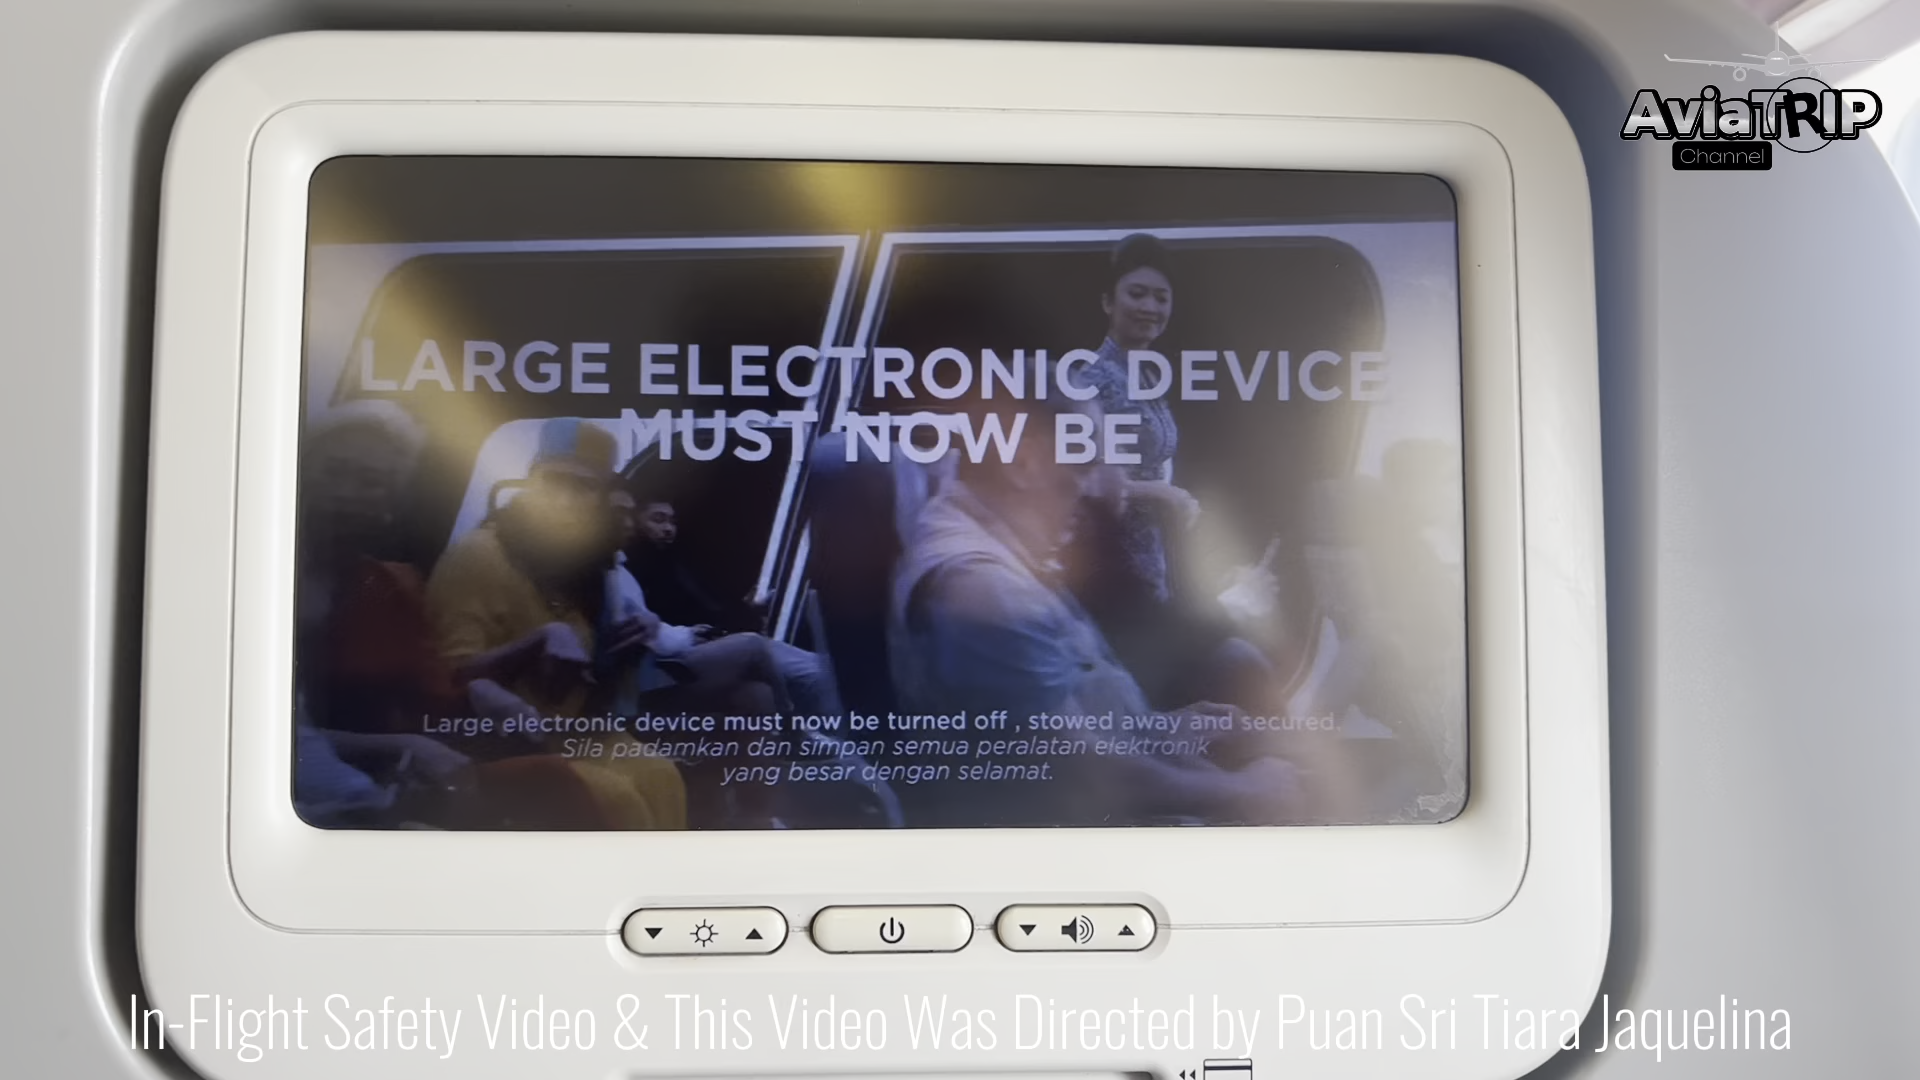 AviaTRIP
Channel
LARGE ELECTRONIC DEVICE
MUST NOW BE
Large electronic device must now be turned off , stowed away and secured.
Sila padamkan dan simpan semua peralatan elektronik
yang besar dengan selamat.
In-Flight Safety Video & This Video Was Directed by Puan Sri Tiara Jaquelina